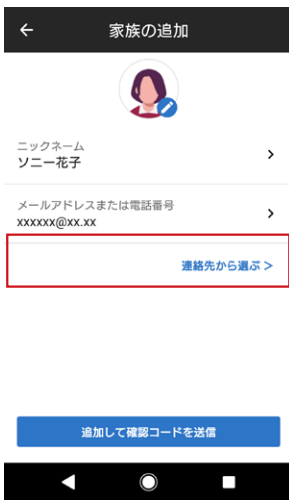 家族の追加
ニックネーム
ソニー花子
メールアドレスまたは電話番号
xxxxxx@xx.xx
連絡先から選ぶ >
追加して確認コードを送信